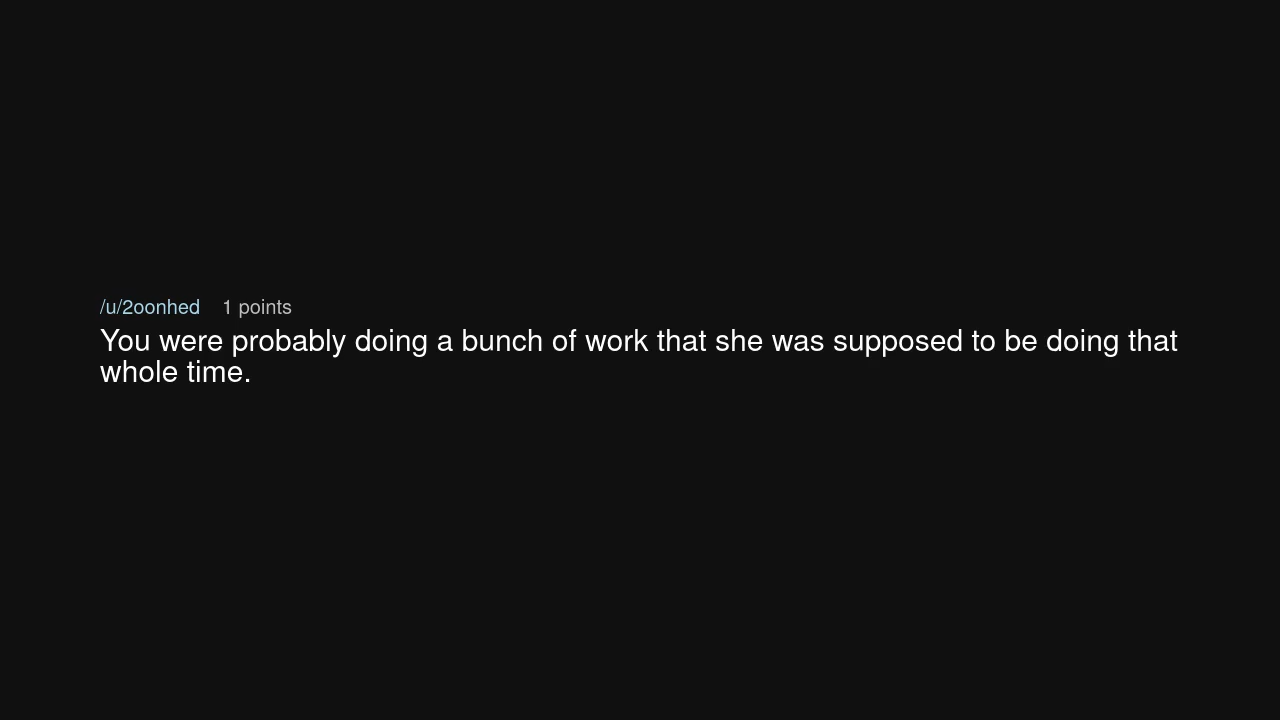 /u/2oonhed 1 points
You were probably doing a bunch of work that she was supposed to be doing that
whole time.